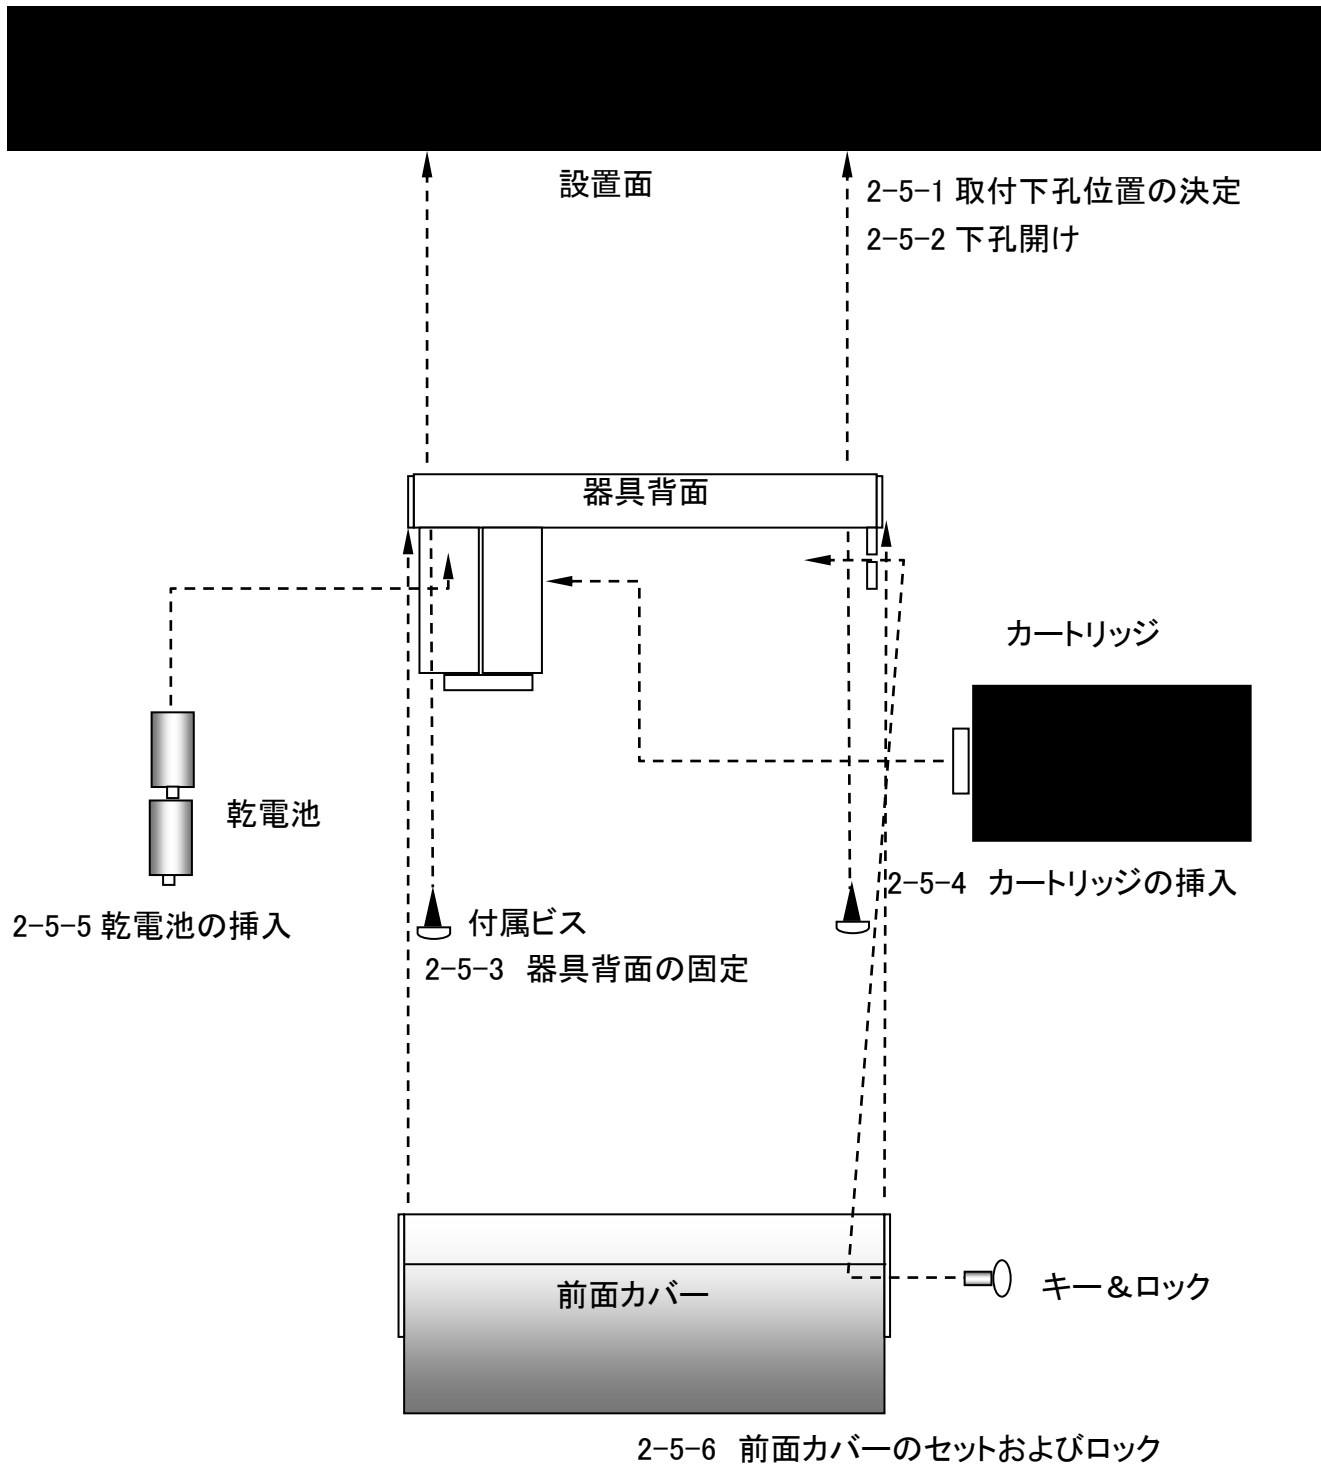 設置面
2-5-1 取付下孔位置の決定
2-5-2 下孔開け
器具背面
カートリッジ
乾電池
2-5-4 カートリッジの挿入
2-5-5 乾電池の挿入
付属ビス
2-5-3 器具背面の固定
前面カバー
キー＆ロック
2-5-6 前面カバーのセットおよびロック